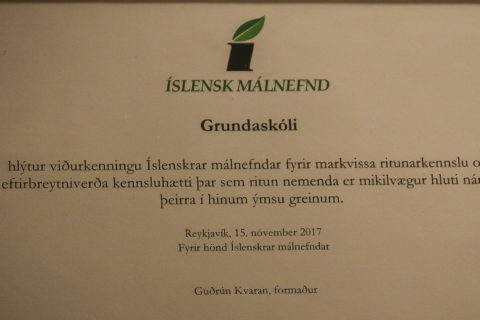 ÍSLENSK MÁLNEFND
Grundaskóli
hlýtur viðurkenningu Íslenskrar málnefndar fyrir markvissa ritunarkennslu
eftirbreytniverða kennsluhætti þar sem ritun nemenda er mikilvægur hluti
þeirra í hinum ýmsu greinum.
Reykjavík, 15. nóvember 2017
Fyrir hönd Íslenskrar málnefndar
Guðrún Kvaran, formaður